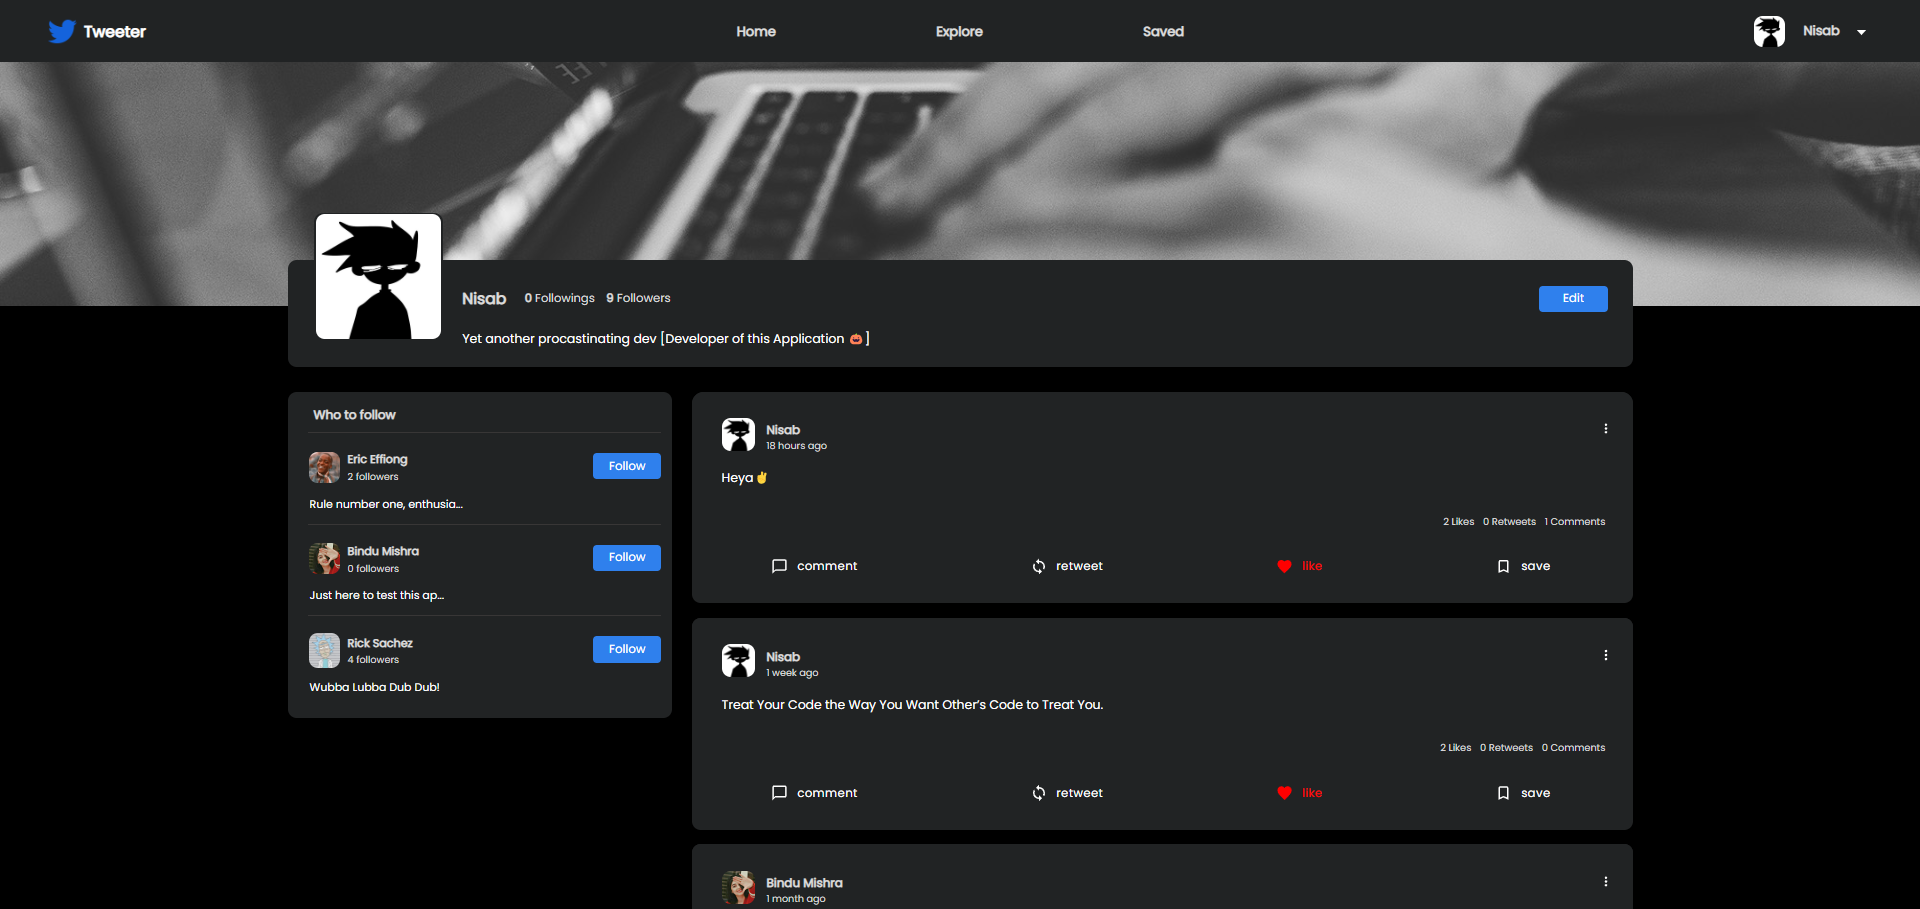 Tweeter
Home
Explore
Saved
Nisab
Nisab 0 Followings 9 Followers
Edit
Yet another procastinating dev [Developer of this Application 🎃 ]
Who to follow
Eric Effiong
2 followers
Follow
Rule number one, enthusia...
Bindu Mishra
0 followers
Follow
Just here to test this ap...
Rick Sachez
4 followers
Follow
Wubba Lubba Dub Dub!
Nisab
18 hours ago
Heya✌
2 Likes 0 Retweets 1 Comments
comment
retweet
like
save
Nisab
1 week ago
Treat Your Code the Way You Want Other’s Code to Treat You.
2 Likes 0 Retweets 0 Comments
comment
retweet
like
save
Bindu Mishra
1 month ago